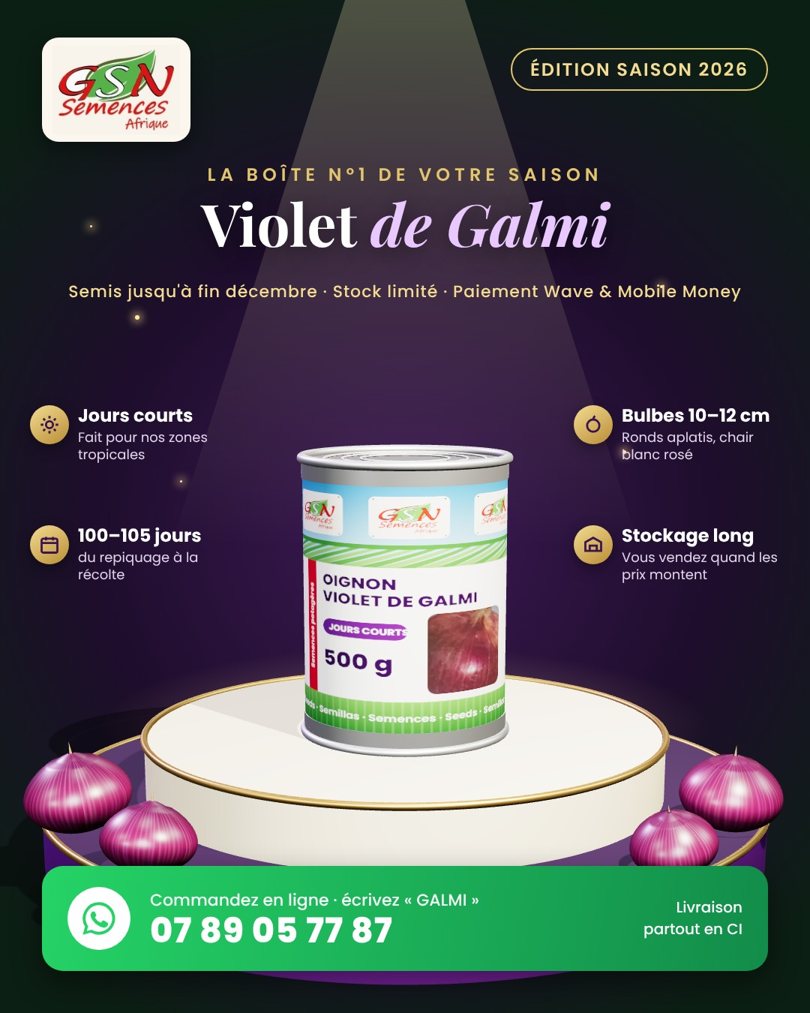 GSN
Semences
Afrique
ÉDITION SAISON 2026
LA BOÎTE N°1 DE VOTRE SAISON
Violet de Galmi
Semis jusqu'à fin décembre · Stock limité · Paiement Wave & Mobile Money
Jours courts
Fait pour nos zones
tropicales
100–105 jours
du repiquage à la
récolte
Bulbes 10–12 cm
Ronds aplatis, chair
blanc rosé
Stockage long
Vous vendez quand les
prix montent
GSN
Semences
Afrique
Semences potagères
OIGNON
VIOLET DE GALMI
JOURS COURTS
500 g
· Semillas · Semences · Seeds ·
Commandez en ligne · écrivez « GALMI »
07 89 05 77 87
Livraison
partout en CI